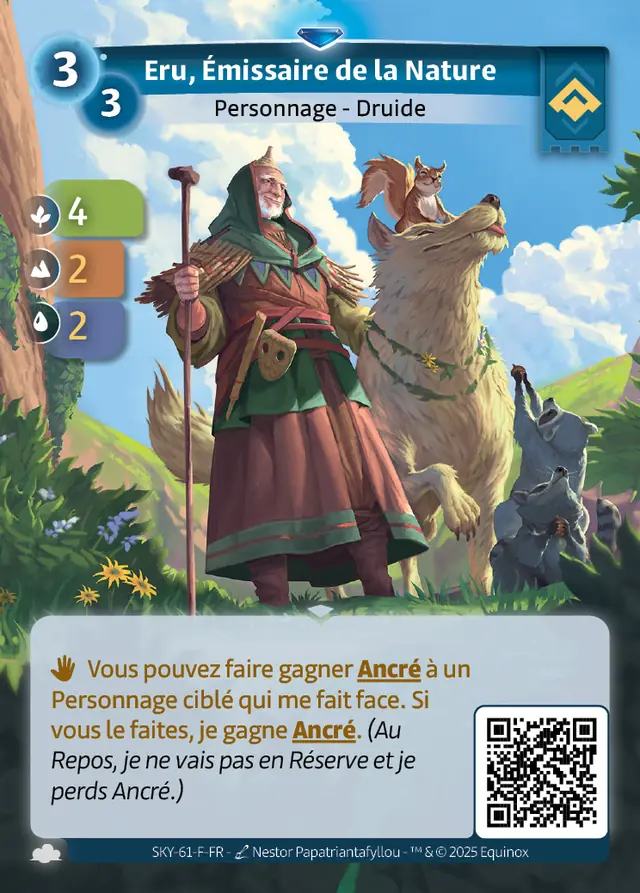 3
Eru, Émissaire de la Nature
3
Personnage - Druide
4
2
2
Vous pouvez faire gagner Ancré à un
Personnage ciblé qui me fait face. Si
vous le faites, je gagne Ancré. (Au
Repos, je ne vais pas en Réserve et je
perds Ancré.)
SKY-61-F-FR - Nestor Papatriantafyllou - ™ & © 2025 Equinox